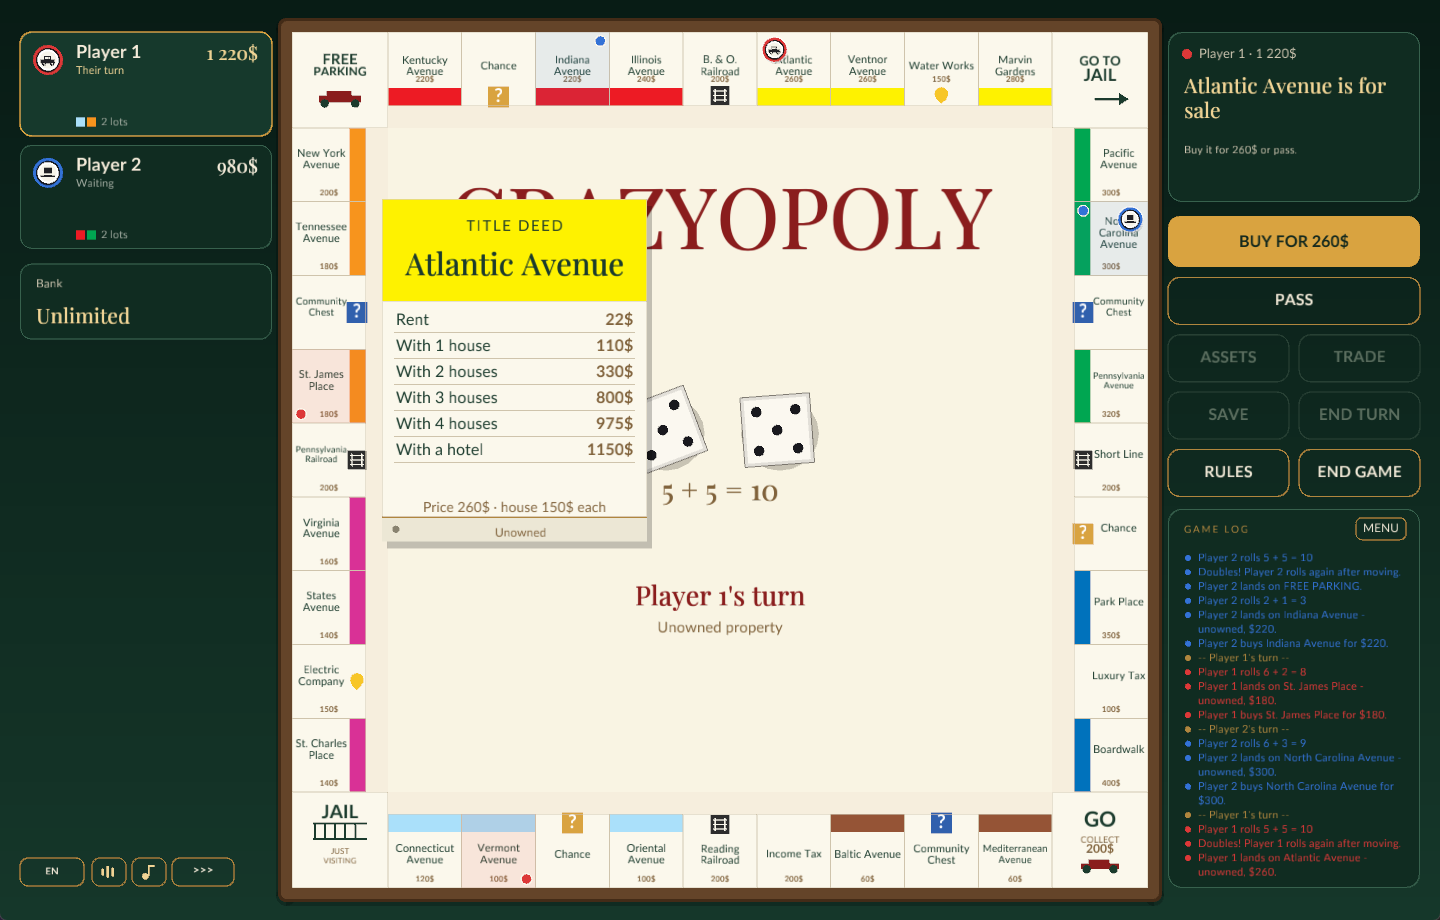 Player 1
1 220$
Their turn
2 lots
Player 2
980$
Waiting
2 lots
Bank
Unlimited
EN
>>>
FREE
PARKING
Kentucky
Avenue
220$
Chance
?
Indiana
Avenue
220$
Illinois
Avenue
240$
B. & O.
Railroad
200$
Atlantic
Avenue
260$
Ventnor
Avenue
260$
Water Works
150$
Marvin
Gardens
280$
GO TO
JAIL
New York
Avenue
200$
Tennessee
Avenue
180$
Community
Chest
?
St. James
Place
180$
Pennsylvania
Railroad
200$
Virginia
Avenue
160$
States
Avenue
140$
Electric
Company
150$
St. Charles
Place
140$
CRAZYOPOLY
TITLE DEED
Atlantic Avenue
Rent 22$
With 1 house 110$
With 2 houses 330$
With 3 houses 800$
With 4 houses 975$
With a hotel 1150$
Price 260$ · house 150$ each
Unowned
5 + 5 = 10
Player 1's turn
Unowned property
Pacific
Avenue
300$
North
Carolina
Avenue
300$
Community
Chest
?
Pennsylvania
Avenue
320$
Short Line
200$
Chance
?
Park Place
350$
Luxury Tax
100$
Boardwalk
400$
JAIL
JUST
VISITING
Connecticut
Avenue
120$
Vermont
Avenue
100$
?
Chance
Oriental
Avenue
100$
Reading
Railroad
200$
Income Tax
200$
Baltic Avenue
60$
?
Community
Chest
Mediterranean
Avenue
60$
GO
COLLECT
200$
Player 1 · 1 220$
Atlantic Avenue is for
sale
Buy it for 260$ or pass.
BUY FOR 260$
PASS
ASSETS
TRADE
SAVE
END TURN
RULES
END GAME
GAME LOG
MENU
Player 2 rolls 5 + 5 = 10
Doubles! Player 2 rolls again after moving.
Player 2 lands on FREE PARKING.
Player 2 rolls 2 + 1 = 3
Player 2 lands on Indiana Avenue -
unowned, $220.
Player 2 buys Indiana Avenue for $220.
-- Player 1's turn --
Player 1 rolls 6 + 2 = 8
Player 1 lands on St. James Place -
unowned, $180.
Player 1 buys St. James Place for $180.
-- Player 2's turn --
Player 2 rolls 6 + 3 = 9
Player 2 lands on North Carolina Avenue -
unowned, $300.
Player 2 buys North Carolina Avenue for
$300.
-- Player 1's turn --
Player 1 rolls 5 + 5 = 10
Doubles! Player 1 rolls again after moving.
Player 1 lands on Atlantic Avenue -
unowned, $260.